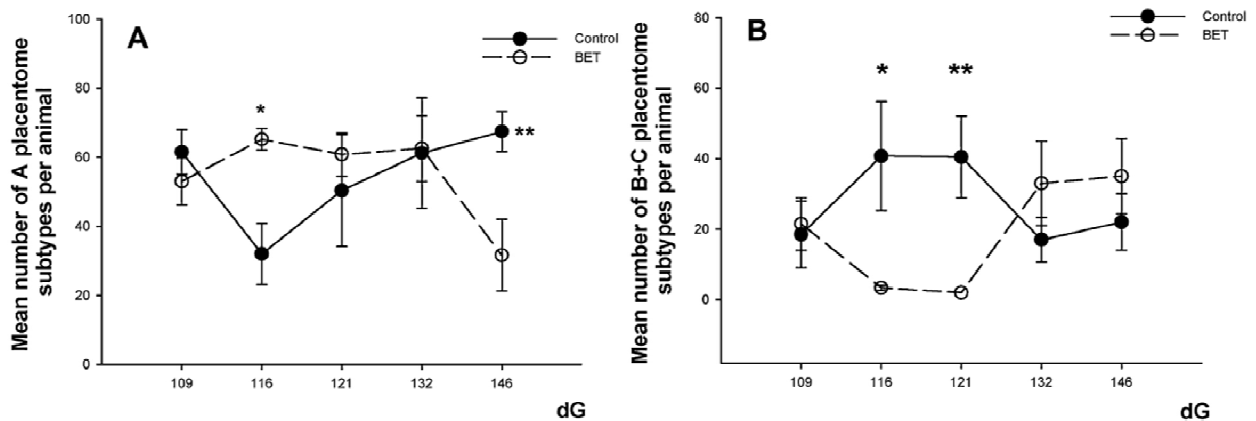 A
Control
BET
Mean number of A placentome
subtypes per animal
100
80
60
40
20
0
*
**
109 116 121 132 146
dG
B
Control
BET
Mean number of B+C placentome
subtypes per animal
80
60
40
20
0
* **
109 116 121 132 146
dG